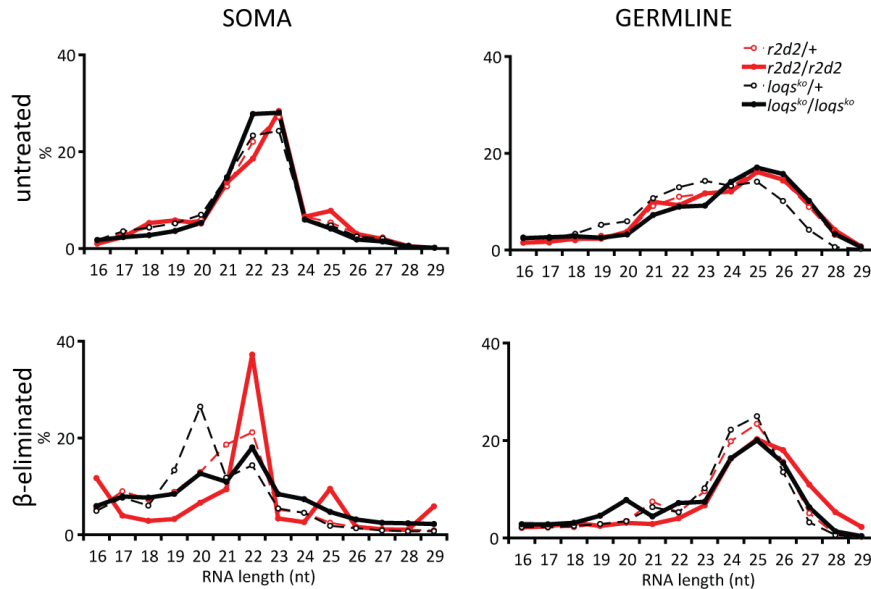 SOMA
GERMLINE
untreated
%
40
20
0
16 17 18 19 20 21 22 23 24 25 26 27 28 29
40
20
0
16 17 18 19 20 21 22 23 24 25 26 27 28 29
r2d2/+
r2d2/r2d2
loqsᵏᵒ/+
loqsᵏᵒ/loqsᵏᵒ
β-eliminated
%
40
20
0
16 17 18 19 20 21 22 23 24 25 26 27 28 29
RNA length (nt)
40
20
0
16 17 18 19 20 21 22 23 24 25 26 27 28 29
RNA length (nt)